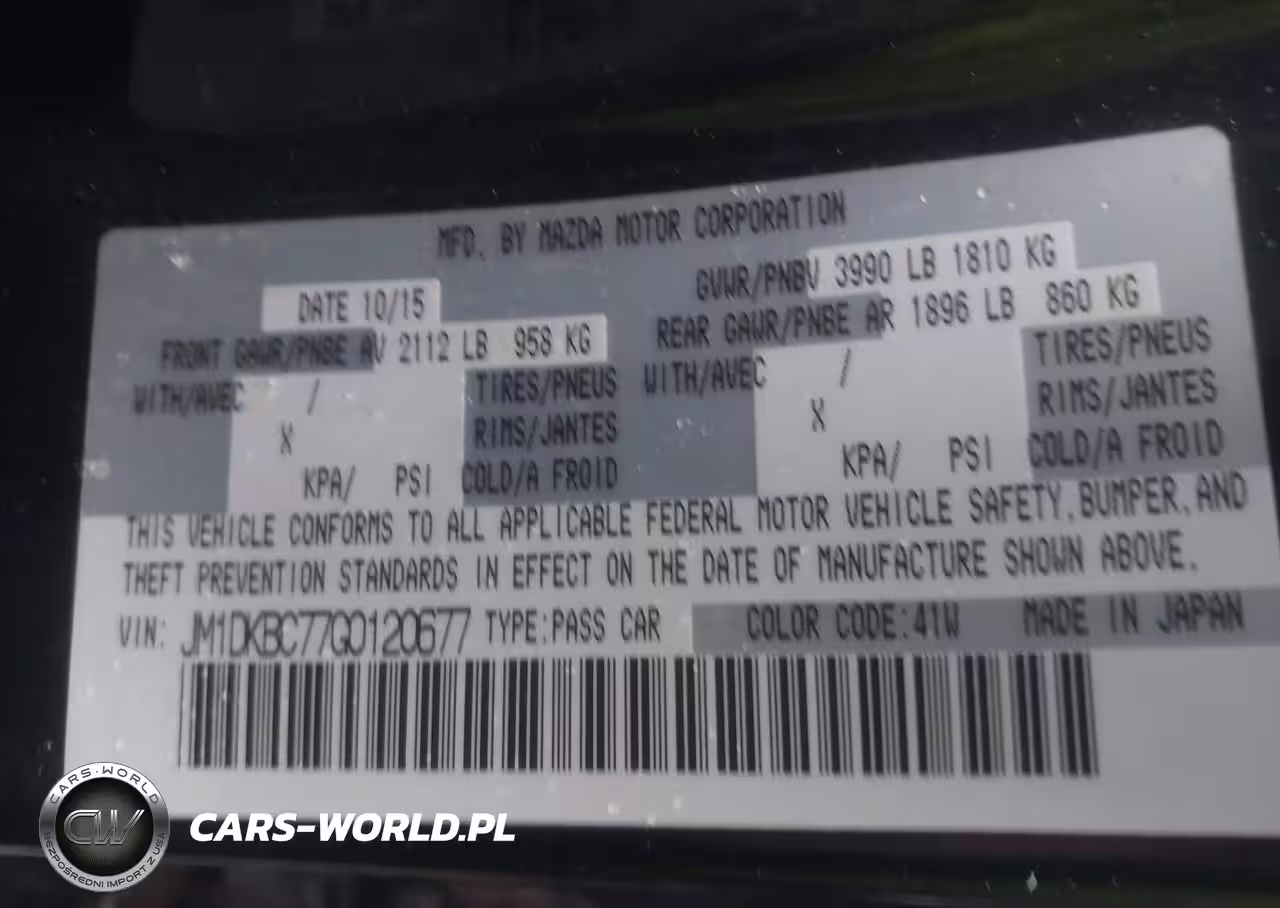 MFD. BY MAZDA MOTOR CORPORATION
DATE 10/15
GVWR/PNBV 3990 LB 1810 KG
FRONT GAWR/PNBE AV 2112 LB 958 KG
REAR GAWR/PNBE AR 1896 LB 860 KG
WITH/AVEC / TIRES/PNEUS
X RIMS/JANTES
KPA/ PSI COLD/A FROID
WITH/AVEC / TIRES/PNEUS
X RIMS/JANTES
KPA/ PSI COLD/A FROID
THIS VEHICLE CONFORMS TO ALL APPLICABLE FEDERAL MOTOR VEHICLE SAFETY, BUMPER, AND
THEFT PREVENTION STANDARDS IN EFFECT ON THE DATE OF MANUFACTURE SHOWN ABOVE.
VIN: JM1DKBC77G0120677 TYPE:PASS CAR COLOR CODE:41W MADE IN JAPAN
CARS-WORLD
CW
BEZPOŚREDNI IMPORT Z USA
CARS-WORLD.PL